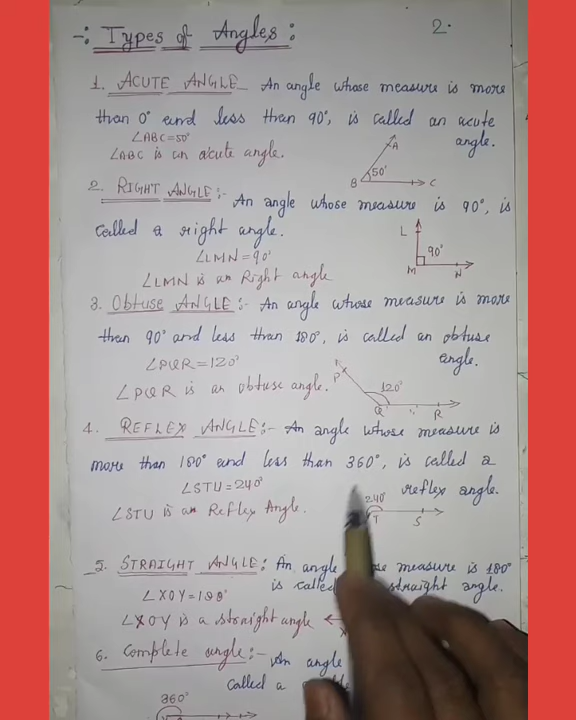 -: Types of Angles :
2.
1. ACUTE ANGLE An angle whose measure is more
than 0° and less than 90°, is called an acute
angle.
∠ABC=50°
∠ABC is an acute angle.
A
50°
B
C
2. RIGHT ANGLE :- An angle whose measure is 90°, is
called a right angle.
∠LMN=90°
∠LMN is an Right angle
L
90°
M
N
3. Obtuse ANGLE :- An angle whose measure is more
than 90° and less than 180°, is called an obtuse
angle.
∠PQR=120°
∠PQR is an obtuse angle.
P
120°
Q
R
4. REFLEX ANGLE:- An angle whose measure is
more than 180° and less than 360°, is called a
reflex angle.
∠STU=240°
∠STU is an Reflex Angle.
240°
T
S
5. STRAIGHT ANGLE: An angle measure is 180°
is called straight angle.
∠XOY=180°
∠XOY is a straight angle
X
6. Complete angle:- An angle
called a
360°